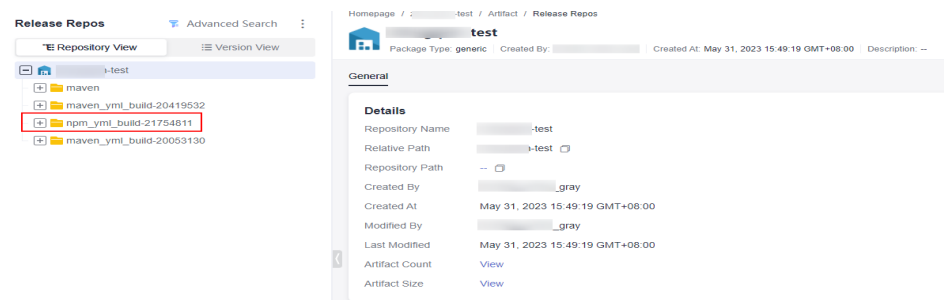 Release Repos
Advanced Search
Repository View
Version View
-test
maven
maven_yml_build-20419532
npm_yml_build-21754811
maven_yml_build-20053130
Homepage / -test / Artifact / Release Repos
test
Package Type: generic Created By: Created At: May 31, 2023 15:49:19 GMT+08:00 Description: --
General
Details
Repository Name -test
Relative Path -test
Repository Path --
Created By _gray
Created At May 31, 2023 15:49:19 GMT+08:00
Modified By _gray
Last Modified May 31, 2023 15:49:19 GMT+08:00
Artifact Count View
Artifact Size View